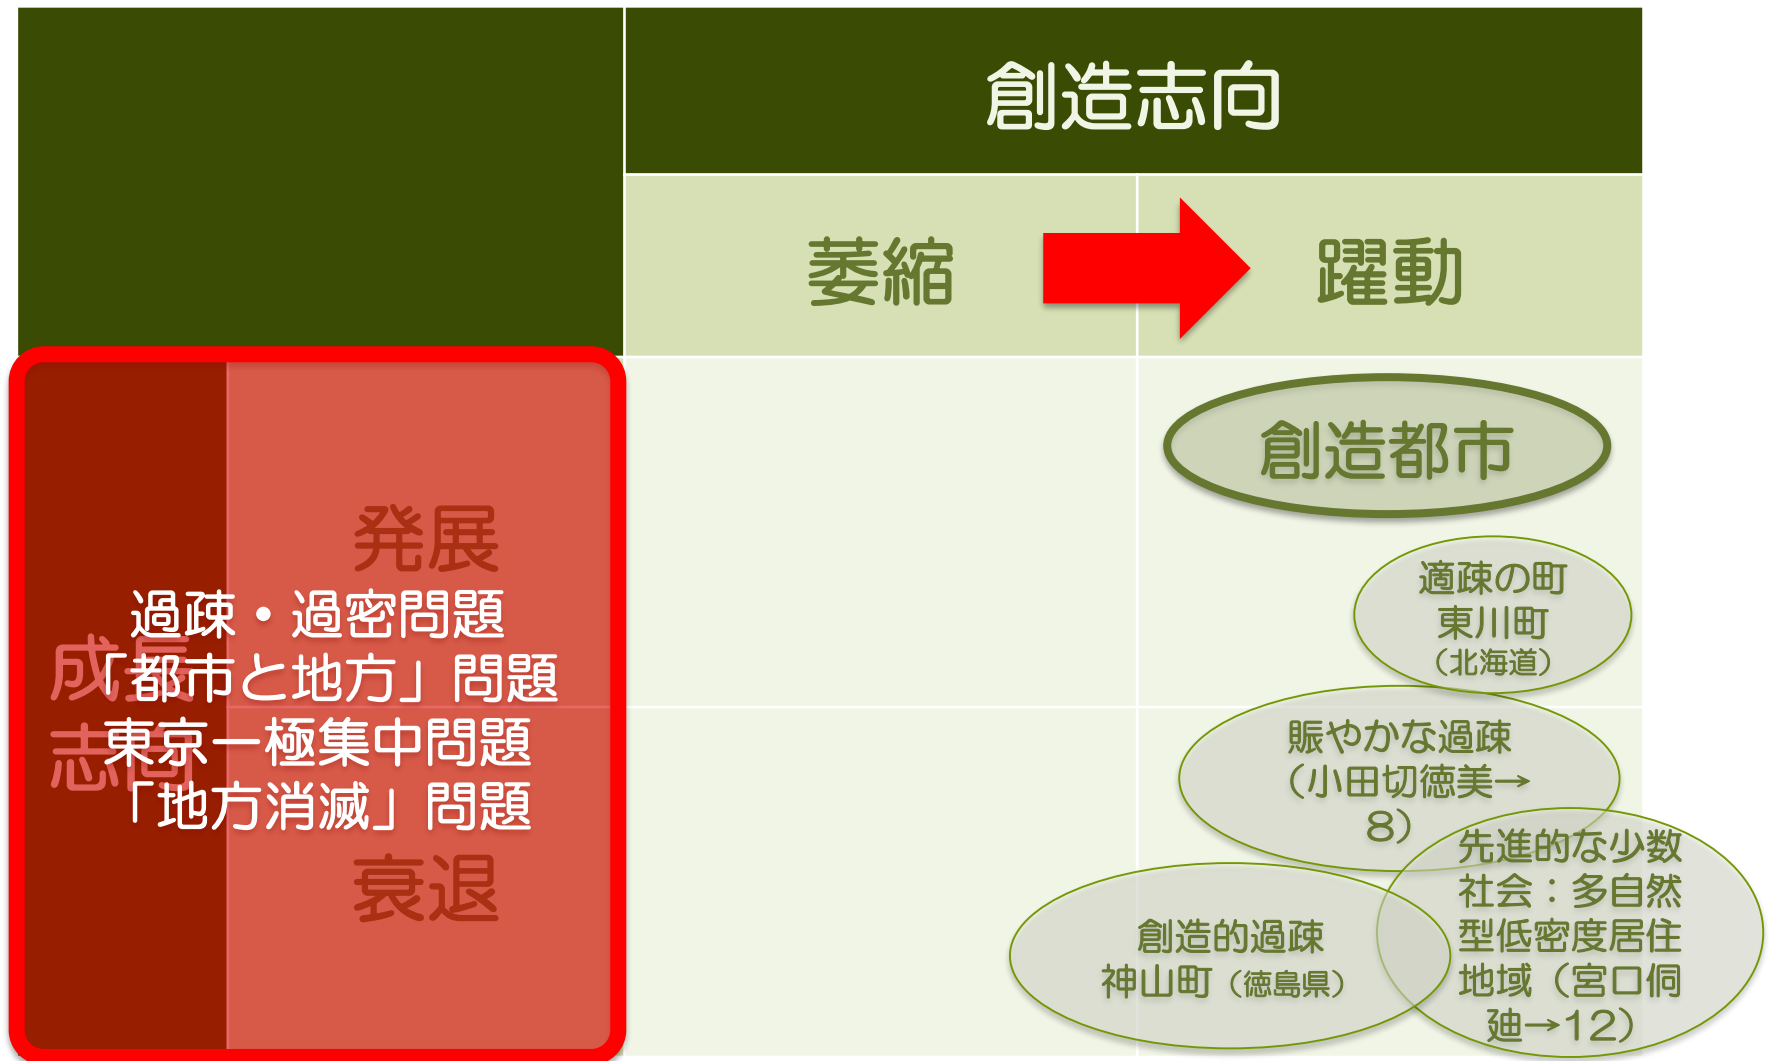 創造志向
萎縮
躍動
創造都市
発展
適疎の町
東川町
（北海道）
成長
志向
過疎・過密問題
「都市と地方」問題
東京一極集中問題
「地方消滅」問題
賑やかな過疎
（小田切徳美→
8）
衰退
先進的な少数
社会：多自然
型低密度居住
地域（宮口侗
廸→12）
創造的過疎
神山町（徳島県）